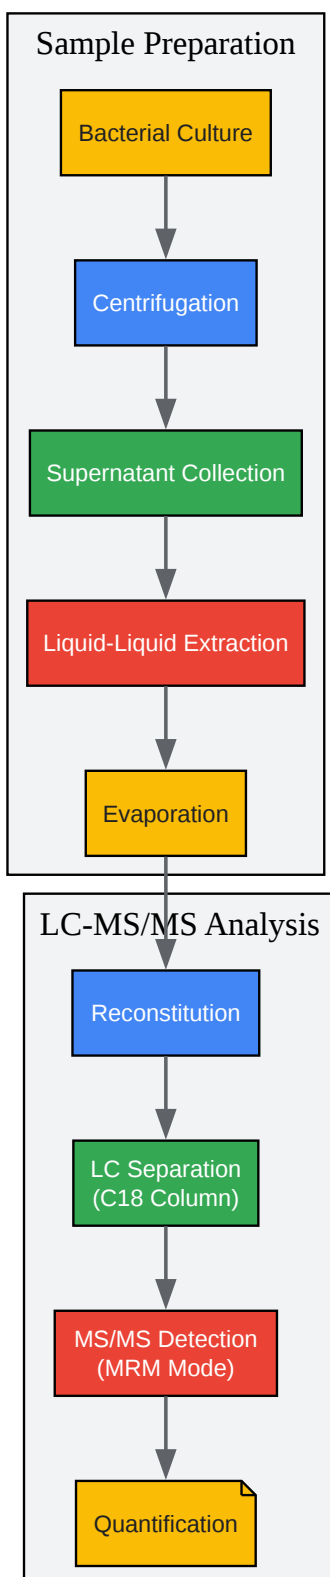 Sample Preparation
Bacterial Culture
Centrifugation
Supernatant Collection
Liquid-Liquid Extraction
Evaporation
LC-MS/MS Analysis
Reconstitution
LC Separation
(C18 Column)
MS/MS Detection
(MRM Mode)
Quantification